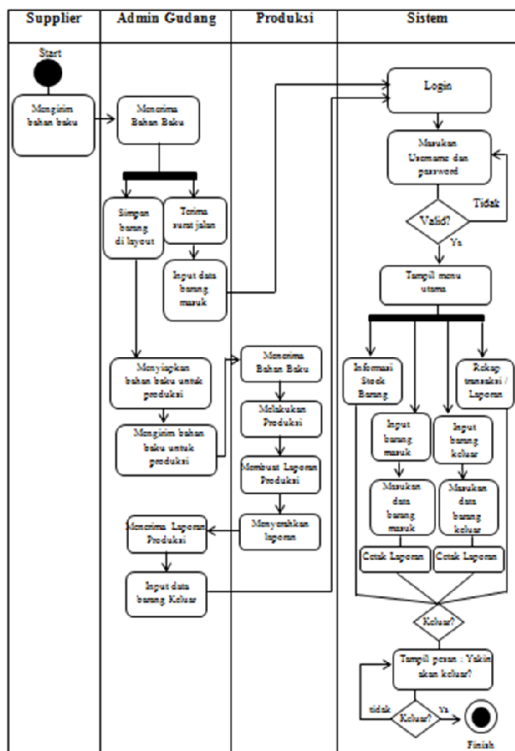 Supplier
Admin Gudang
Produksi
Sistem
Start
Mengirim
bahan baku
Menerima
Bahan Baku
Simpan
barang
di layout
Terima
surat jalan
Input data
barang
masuk
Menyiapkan
bahan baku untuk
produksi
Mengirim bahan
baku untuk
produksi
Menerima
Bahan Baku
Melakukan
Produksi
Membuat Laporan
Produksi
Menyerahkan
laporan
Menerima Laporan
Produksi
Input data
barang Keluar
Login
Masukan
Username dan
password
Tidak
Valid?
Ya
Tampil menu
utama
Informasi
Stock
Barang
Rekap
transaksi /
Laporan
Input
barang
masuk
Input
barang
keluar
Masukan
data
barang
masuk
Masukan
data
barang
keluar
Cetak Laporan
Cetak Laporan
Keluar?
Tampil pesan : Yakin
akan keluar?
tidak
Keluar?
Ya
Finish